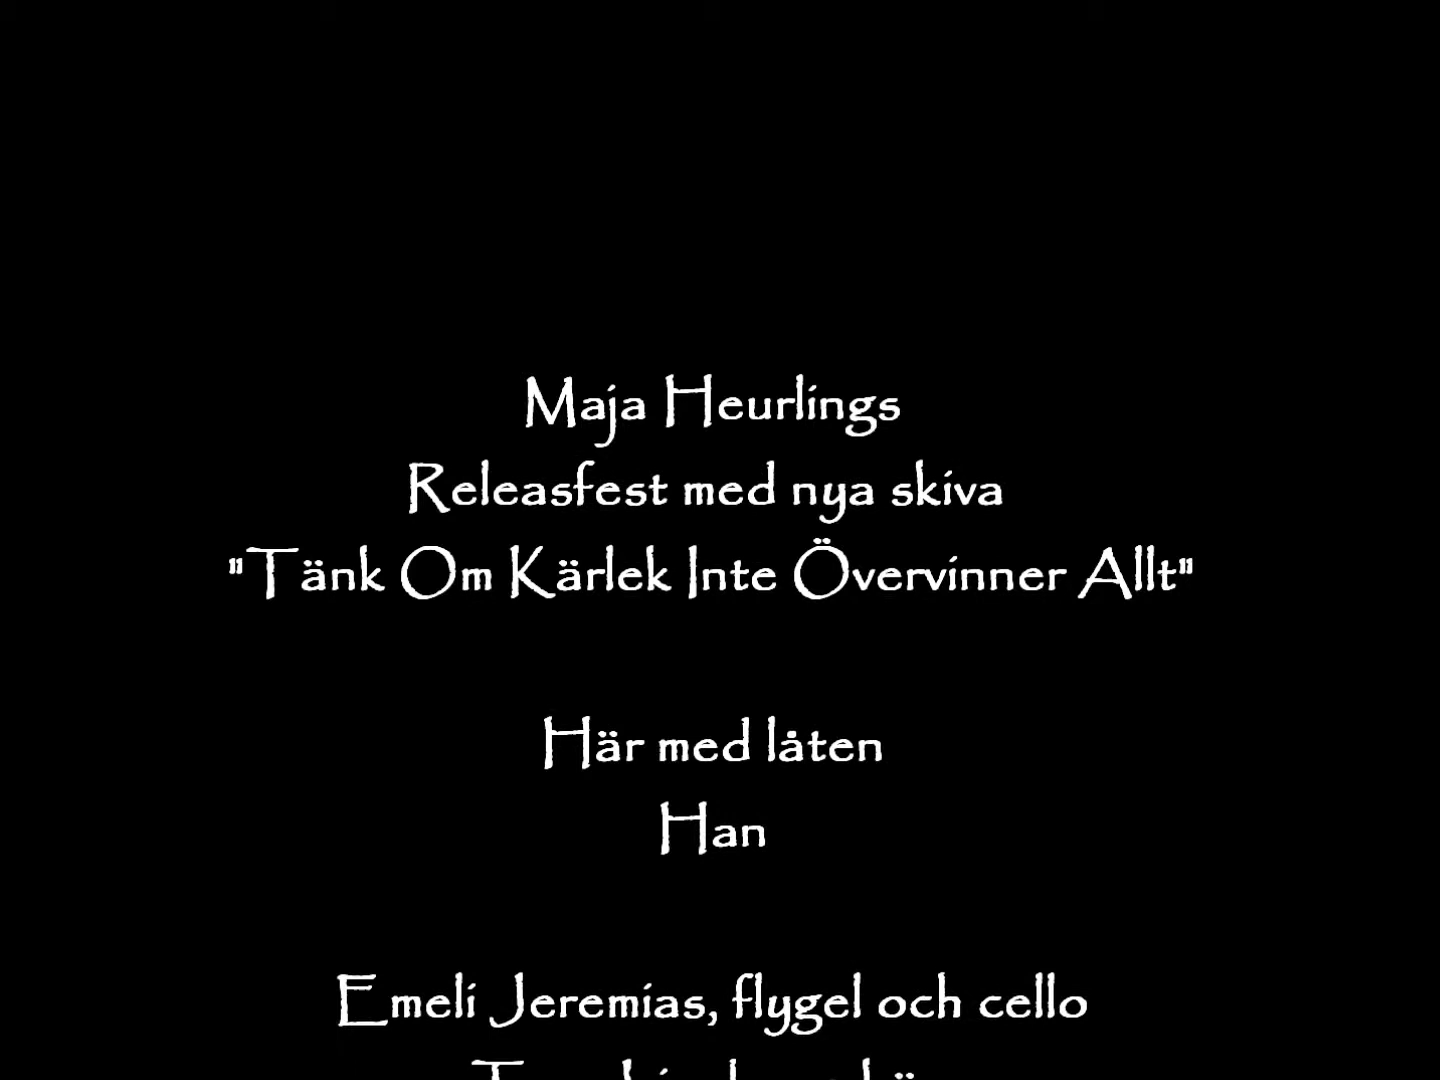 Maja Heurlings
Releasfest med nya skiva
"Tänk Om Kärlek Inte Övervinner Allt"
Här med låten
Han
Emeli Jeremias, flygel och cello